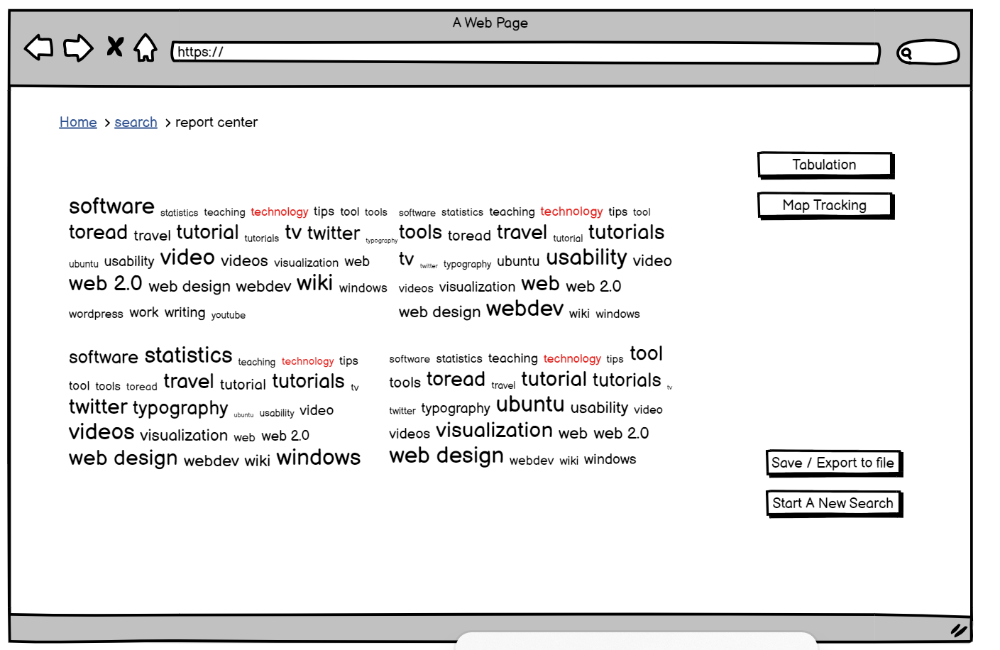 A Web Page
https://
Home > search > report center
Tabulation
Map Tracking
software statistics teaching technology tips tool tools
toread travel tutorial tutorials tv twitter typography
ubuntu usability video videos visualization web
web 2.0 web design webdev wiki windows
wordpress work writing youtube
software statistics teaching technology tips tool
tools toread travel tutorial tutorials
tv twitter typography ubuntu usability video
videos visualization web web 2.0
web design webdev wiki windows
software statistics teaching technology tips
tool tools toread travel tutorial tutorials tv
twitter typography ubuntu usability video
videos visualization web web 2.0
web design webdev wiki windows
software statistics teaching technology tips tool
tools toread travel tutorial tutorials tv
twitter typography ubuntu usability video
videos visualization web web 2.0
web design webdev wiki windows
Save / Export to file
Start A New Search